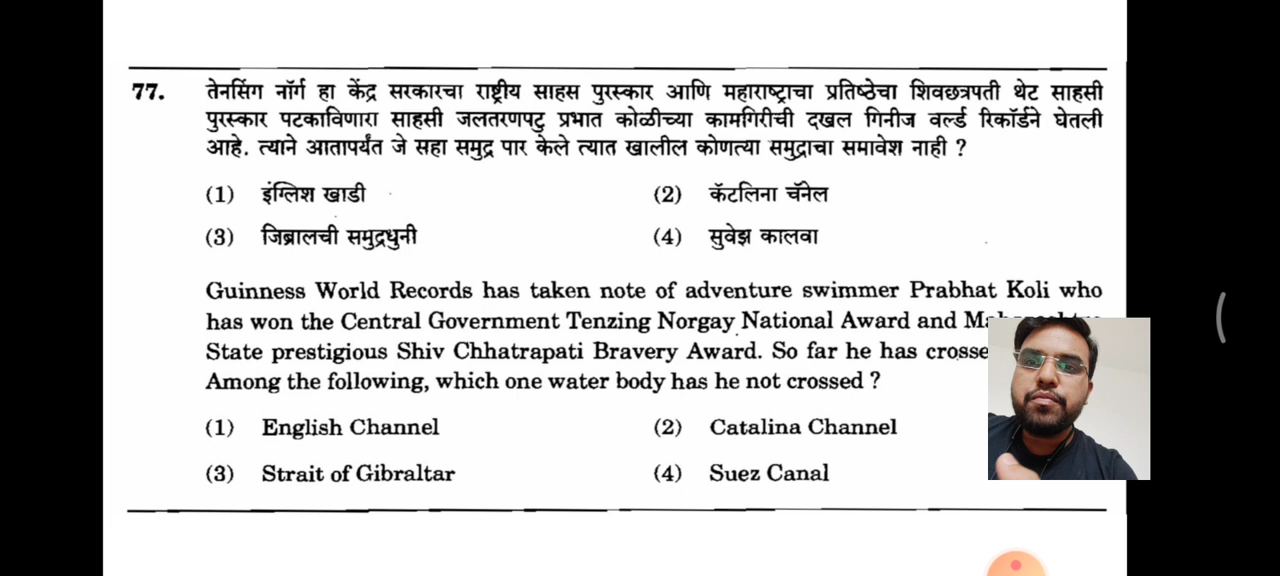 77. तेनसिंग नॉर्ग हा केंद्र सरकारचा राष्ट्रीय साहस पुरस्कार आणि महाराष्ट्राचा प्रतिष्ठेचा शिवछत्रपती थेट साहसी
पुरस्कार पटकाविणारा साहसी जलतरणपटु प्रभात कोळीच्या कामगिरीची दखल गिनीज वर्ल्ड रिकॉर्डने घेतली
आहे. त्याने आतापर्यंत जे सहा समुद्र पार केले त्यात खालील कोणत्या समुद्राचा समावेश नाही ?
(1) इंग्लिश खाडी (2) कॅटलिना चॅनेल
(3) जिब्रालची समुद्रधुनी (4) सुवेझ कालवा
Guinness World Records has taken note of adventure swimmer Prabhat Koli who
has won the Central Government Tenzing Norgay National Award and
State prestigious Shiv Chhatrapati Bravery Award. So far he has
Among the following, which one water body has he not crossed ?
(1) English Channel (2) Catalina Channel
(3) Strait of Gibraltar (4) Suez Canal